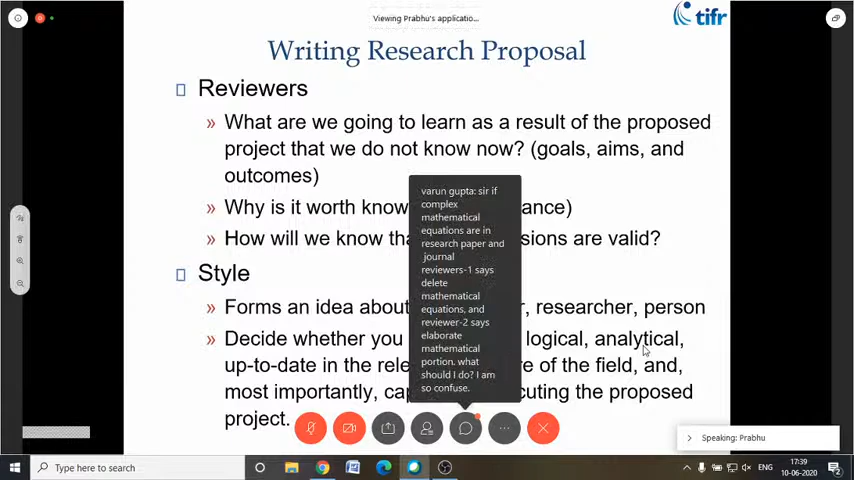 Viewing Prabhu's applicatio...
tifr
Writing Research Proposal
Reviewers
» What are we going to learn as a result of the proposed
project that we do not know now? (goals, aims, and
outcomes)
» Why is it worth know ance)
» How will we know tha sions are valid?
Style
» Forms an idea about r, researcher, person
» Decide whether you logical, analytical,
up-to-date in the rele re of the field, and,
most importantly, cap cuting the proposed
project.
varun gupta: sir if
complex
mathematical
equations are in
research paper and
journal
reviewers-1 says
delete
mathematical
equations, and
reviewer-2 says
elaborate
mathematical
portion. what
should I do? I am
so confuse.
Speaking: Prabhu
Type here to search
ENG
17:39
10-06-2020
2